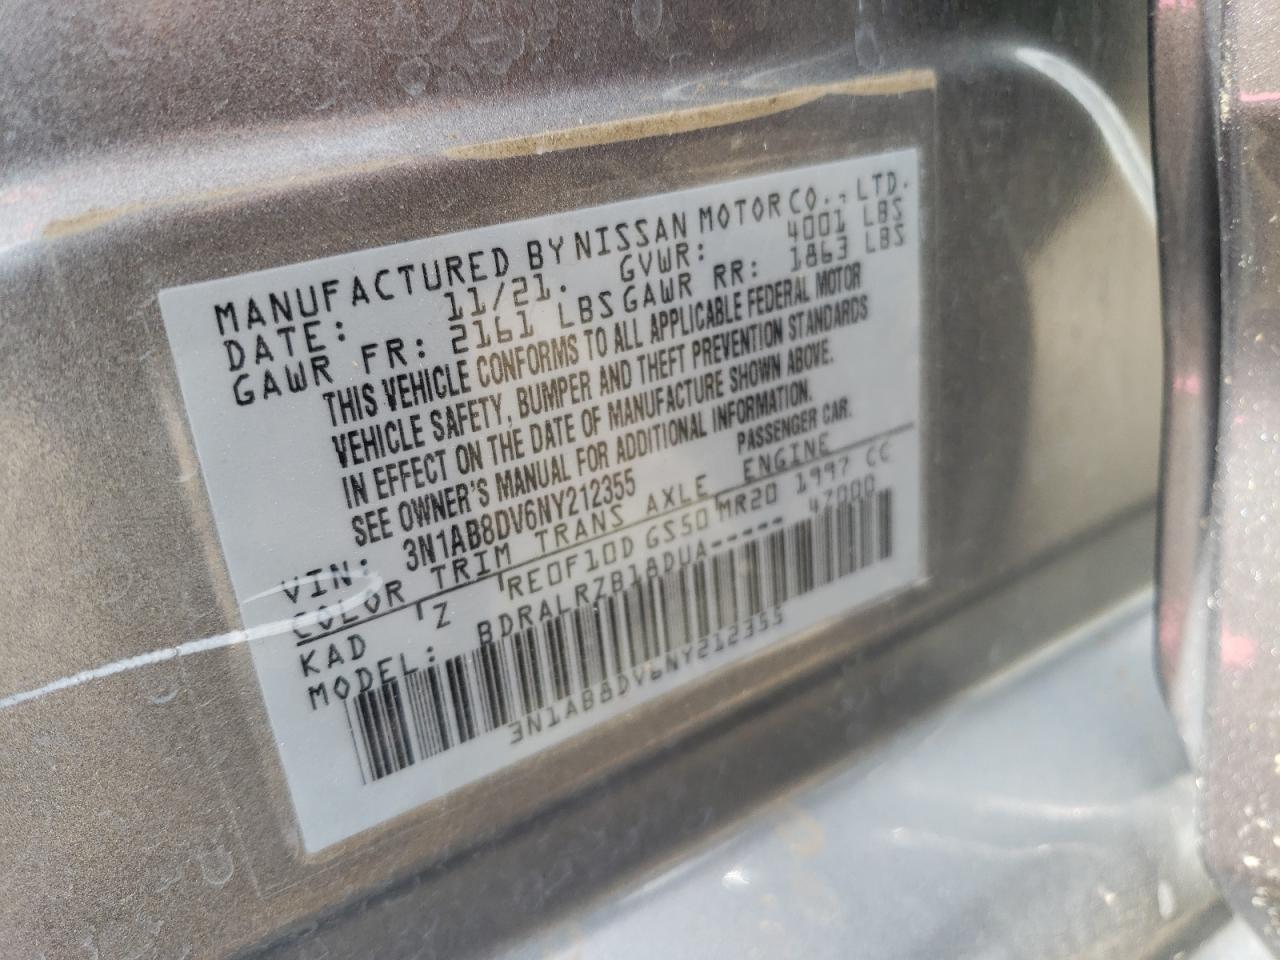 MANUFACTURED BY NISSAN MOTOR CO., LTD.
DATE: 11/21. GVWR: 4001 LBS
GAWR FR: 2161 LBS GAWR RR: 1863 LBS
THIS VEHICLE CONFORMS TO ALL APPLICABLE FEDERAL MOTOR
VEHICLE SAFETY, BUMPER AND THEFT PREVENTION STANDARDS
IN EFFECT ON THE DATE OF MANUFACTURE SHOWN ABOVE.
SEE OWNER'S MANUAL FOR ADDITIONAL INFORMATION.
VIN: 3N1AB8DV6NY212355 PASSENGER CAR.
COLOR TRIM TRANS AXLE ENGINE
KAD Z RE0F10D GS50 MR20 1997 CC
MODEL: BDRALRZB18DUA----- 47000
3N1AB8DV6NY212355